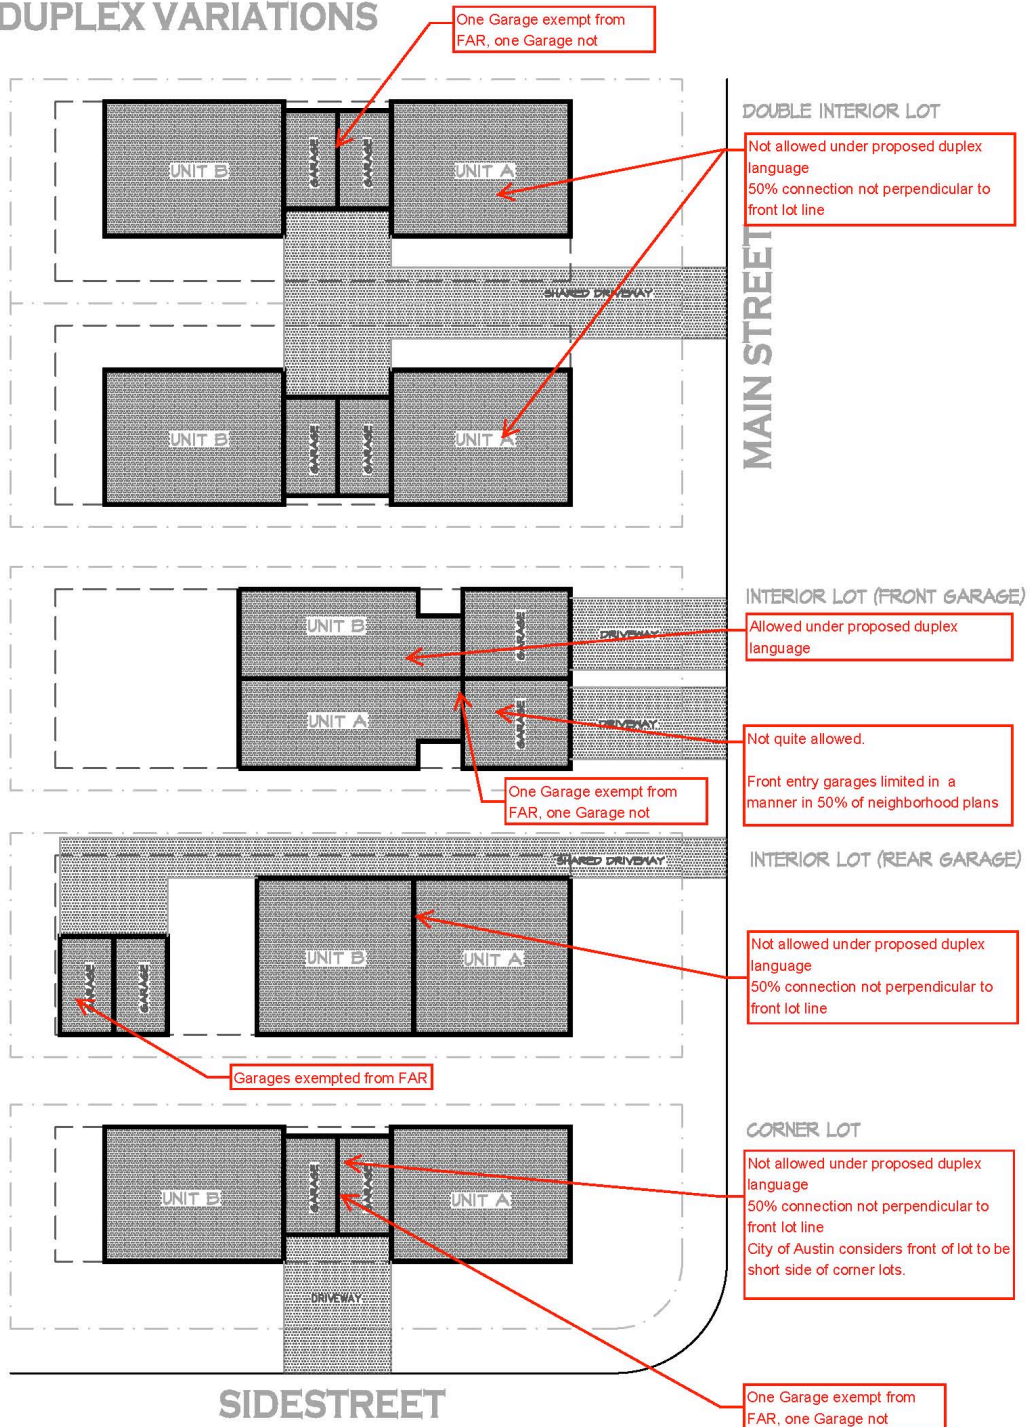 DUPLEX VARIATIONS
One Garage exempt from
FAR, one Garage not
DOUBLE INTERIOR LOT
Not allowed under proposed duplex
language
50% connection not perpendicular to
front lot line
UNIT B
GARAGE
GARAGE
UNIT A
SHARED DRIVEWAY
MAIN STREET
UNIT B
GARAGE
GARAGE
UNIT A
INTERIOR LOT (FRONT GARAGE)
Allowed under proposed duplex
language
UNIT B
GARAGE
DRIVEWAY
UNIT A
GARAGE
DRIVEWAY
Not quite allowed.
Front entry garages limited in a
manner in 50% of neighborhood plans
One Garage exempt from
FAR, one Garage not
INTERIOR LOT (REAR GARAGE)
SHARED DRIVEWAY
Not allowed under proposed duplex
language
50% connection not perpendicular to
front lot line
UNIT B
UNIT A
GARAGE
GARAGE
Garages exempted from FAR
CORNER LOT
Not allowed under proposed duplex
language
50% connection not perpendicular to
front lot line
City of Austin considers front of lot to be
short side of corner lots.
UNIT B
GARAGE
GARAGE
UNIT A
DRIVEWAY
SIDESTREET
One Garage exempt from
FAR, one Garage not